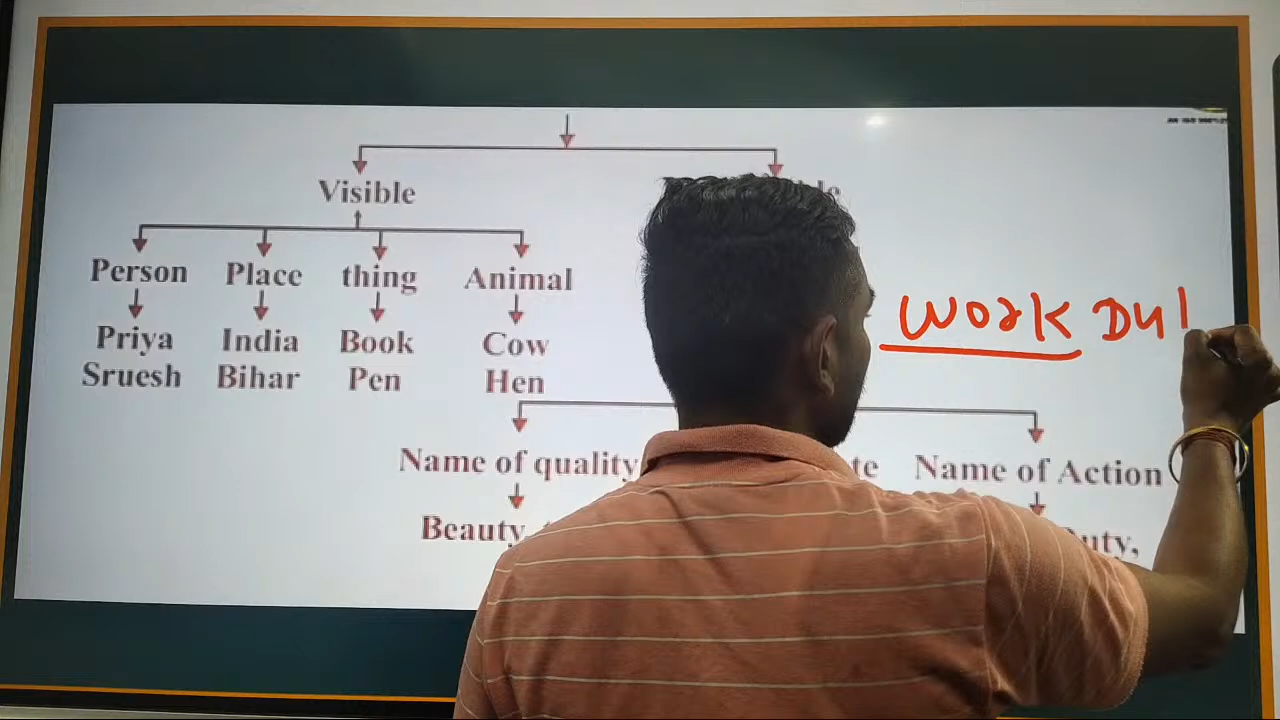 Visible
Person Place thing Animal
Priya India Book Cow
Sruesh Bihar Pen Hen
Work
Name of quality Name of Action
Beauty